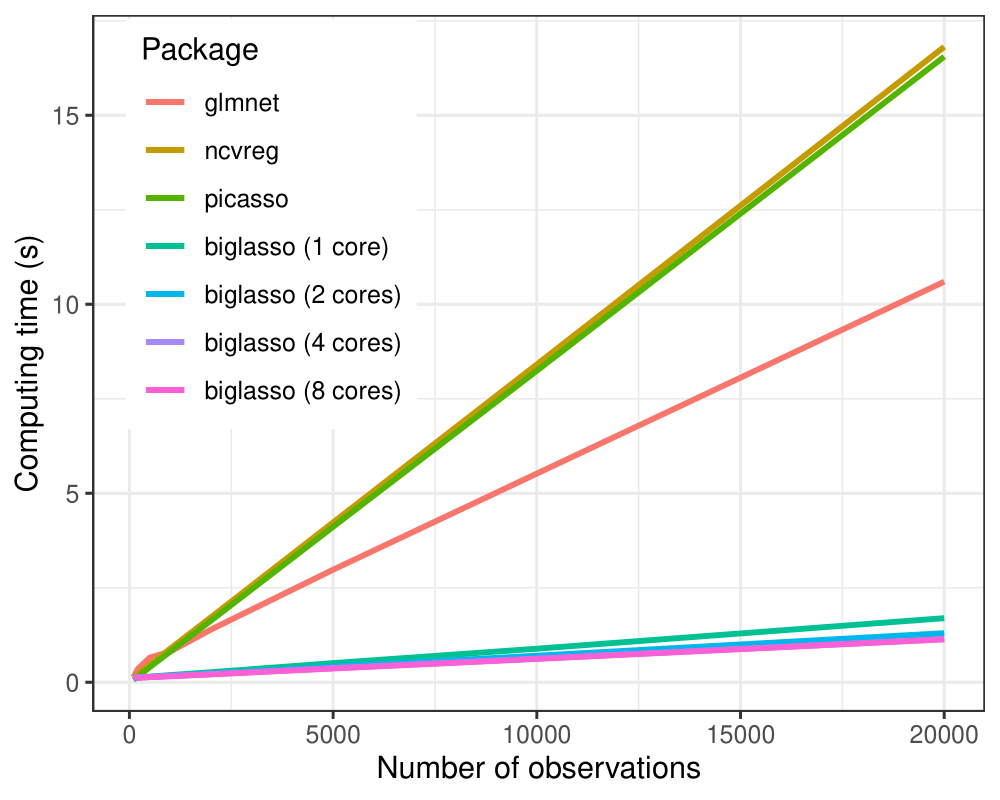 Package
glmnet
ncvreg
picasso
biglasso (1 core)
biglasso (2 cores)
biglasso (4 cores)
biglasso (8 cores)
Computing time (s)
15
10
5
0
0 5000 10000 15000 20000
Number of observations